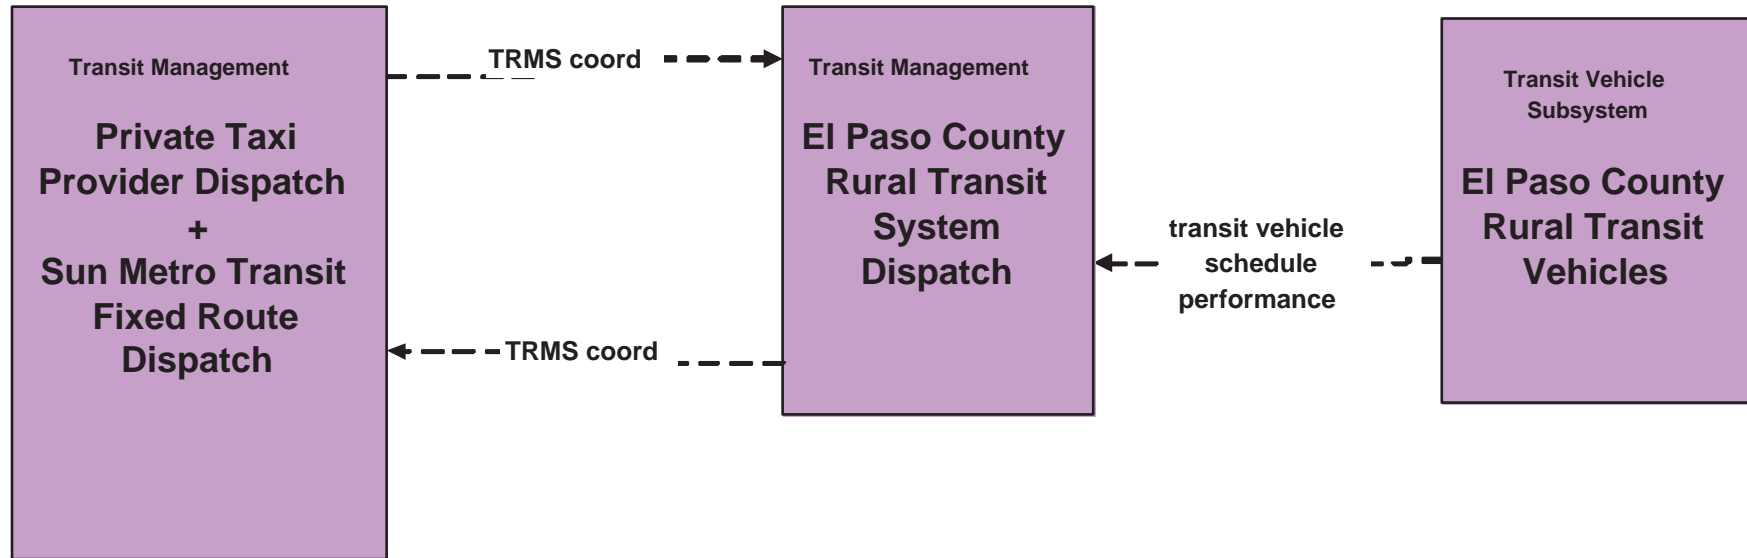 Transit Management
Private Taxi
Provider Dispatch
+
Sun Metro Transit
Fixed Route
Dispatch
TRMS coord
TRMS coord
Transit Management
El Paso County
Rural Transit
System
Dispatch
transit vehicle
schedule
performance
Transit Vehicle
Subsystem
El Paso County
Rural Transit
Vehicles